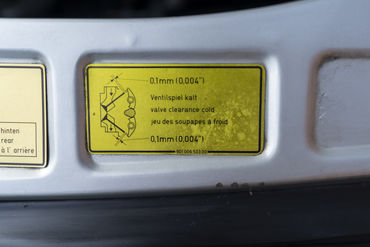 hinten
rear
à l' arrière
0,1mm (0,004")
Ventilspiel kalt
valve clearance cold
jeu des soupapes à froid
0,1mm (0,004")